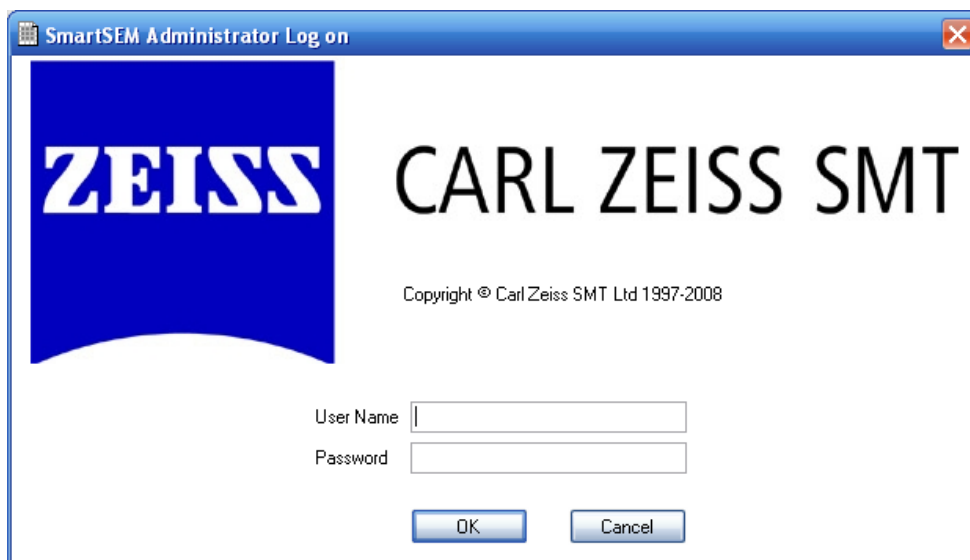 SmartSEM Administrator Log on
ZEISS
CARL ZEISS SMT
Copyright © Carl Zeiss SMT Ltd 1997-2008
User Name
Password
OK
Cancel